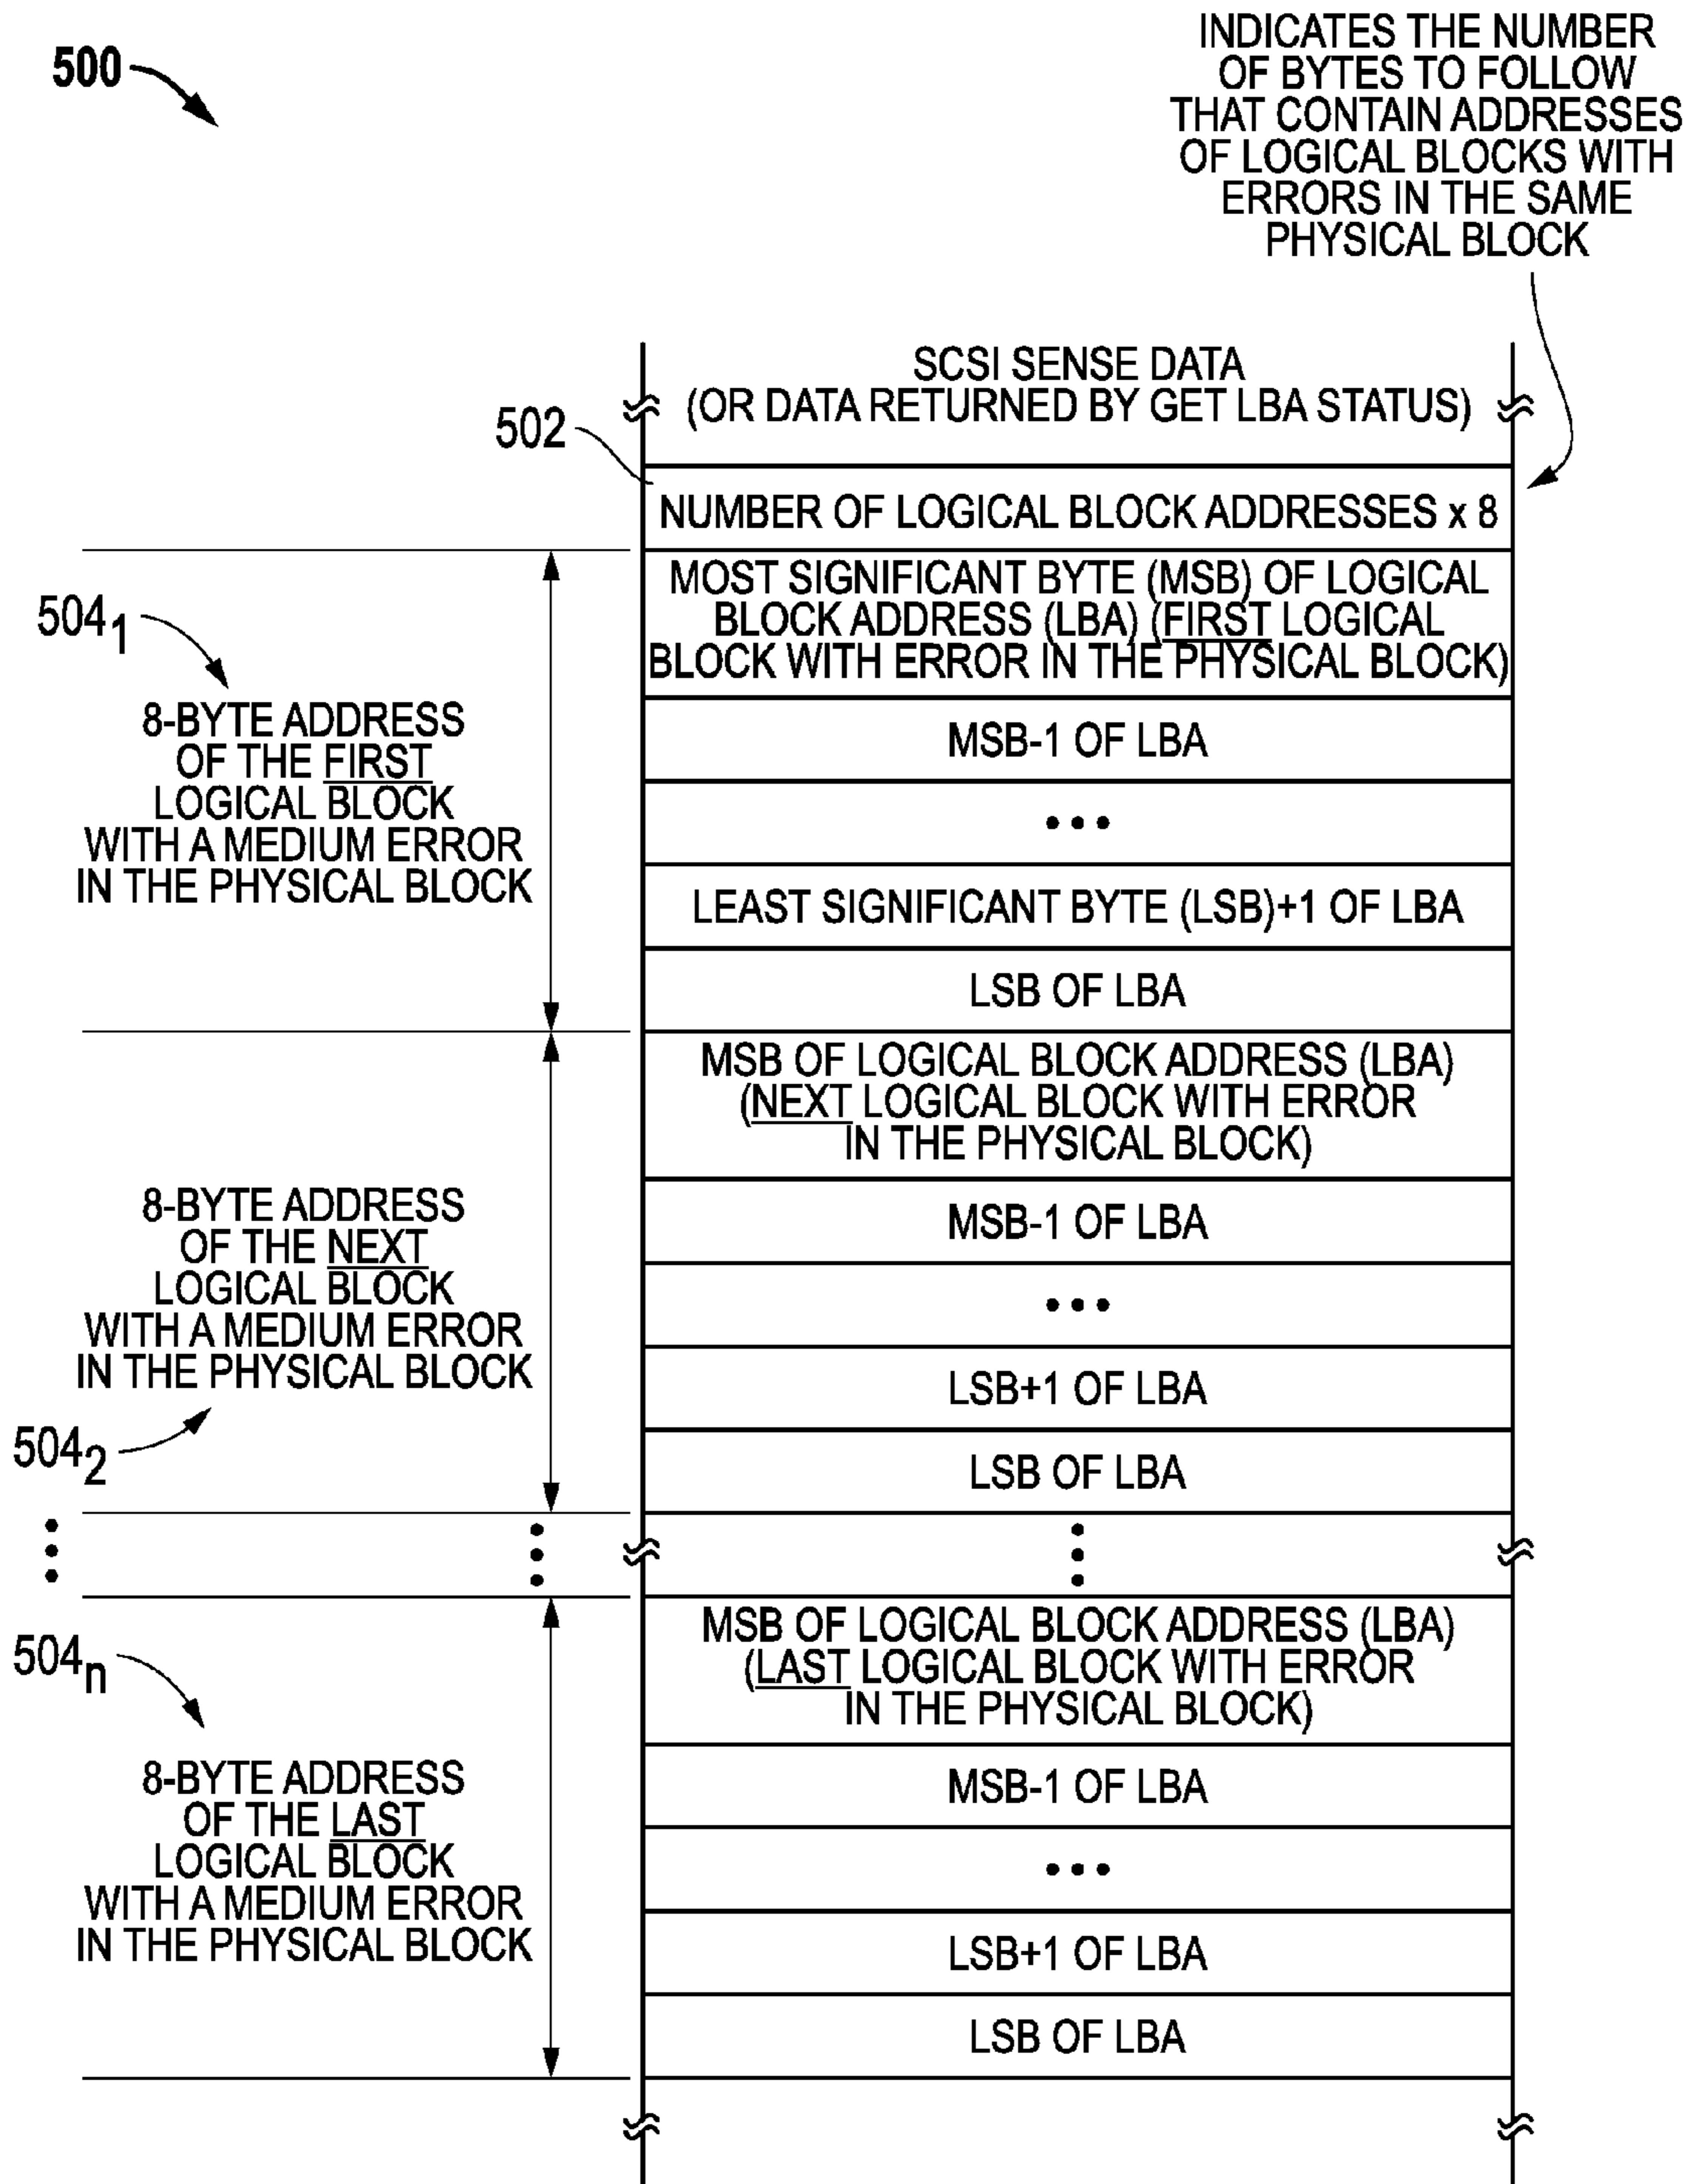 500
INDICATES THE NUMBER
OF BYTES TO FOLLOW
THAT CONTAIN ADDRESSES
OF LOGICAL BLOCKS WITH
ERRORS IN THE SAME
PHYSICAL BLOCK
SCSI SENSE DATA
(OR DATA RETURNED BY GET LBA STATUS)
502
NUMBER OF LOGICAL BLOCK ADDRESSES x 8
504₁
8-BYTE ADDRESS
OF THE FIRST
LOGICAL BLOCK
WITH A MEDIUM ERROR
IN THE PHYSICAL BLOCK
MOST SIGNIFICANT BYTE (MSB) OF LOGICAL
BLOCK ADDRESS (LBA) (FIRST LOGICAL
BLOCK WITH ERROR IN THE PHYSICAL BLOCK)
MSB-1 OF LBA
•••
LEAST SIGNIFICANT BYTE (LSB)+1 OF LBA
LSB OF LBA
8-BYTE ADDRESS
OF THE NEXT
LOGICAL BLOCK
WITH A MEDIUM ERROR
IN THE PHYSICAL BLOCK
504₂
MSB OF LOGICAL BLOCK ADDRESS (LBA)
(NEXT LOGICAL BLOCK WITH ERROR
IN THE PHYSICAL BLOCK)
MSB-1 OF LBA
•••
LSB+1 OF LBA
LSB OF LBA
504ₙ
8-BYTE ADDRESS
OF THE LAST
LOGICAL BLOCK
WITH A MEDIUM ERROR
IN THE PHYSICAL BLOCK
MSB OF LOGICAL BLOCK ADDRESS (LBA)
(LAST LOGICAL BLOCK WITH ERROR
IN THE PHYSICAL BLOCK)
MSB-1 OF LBA
•••
LSB+1 OF LBA
LSB OF LBA